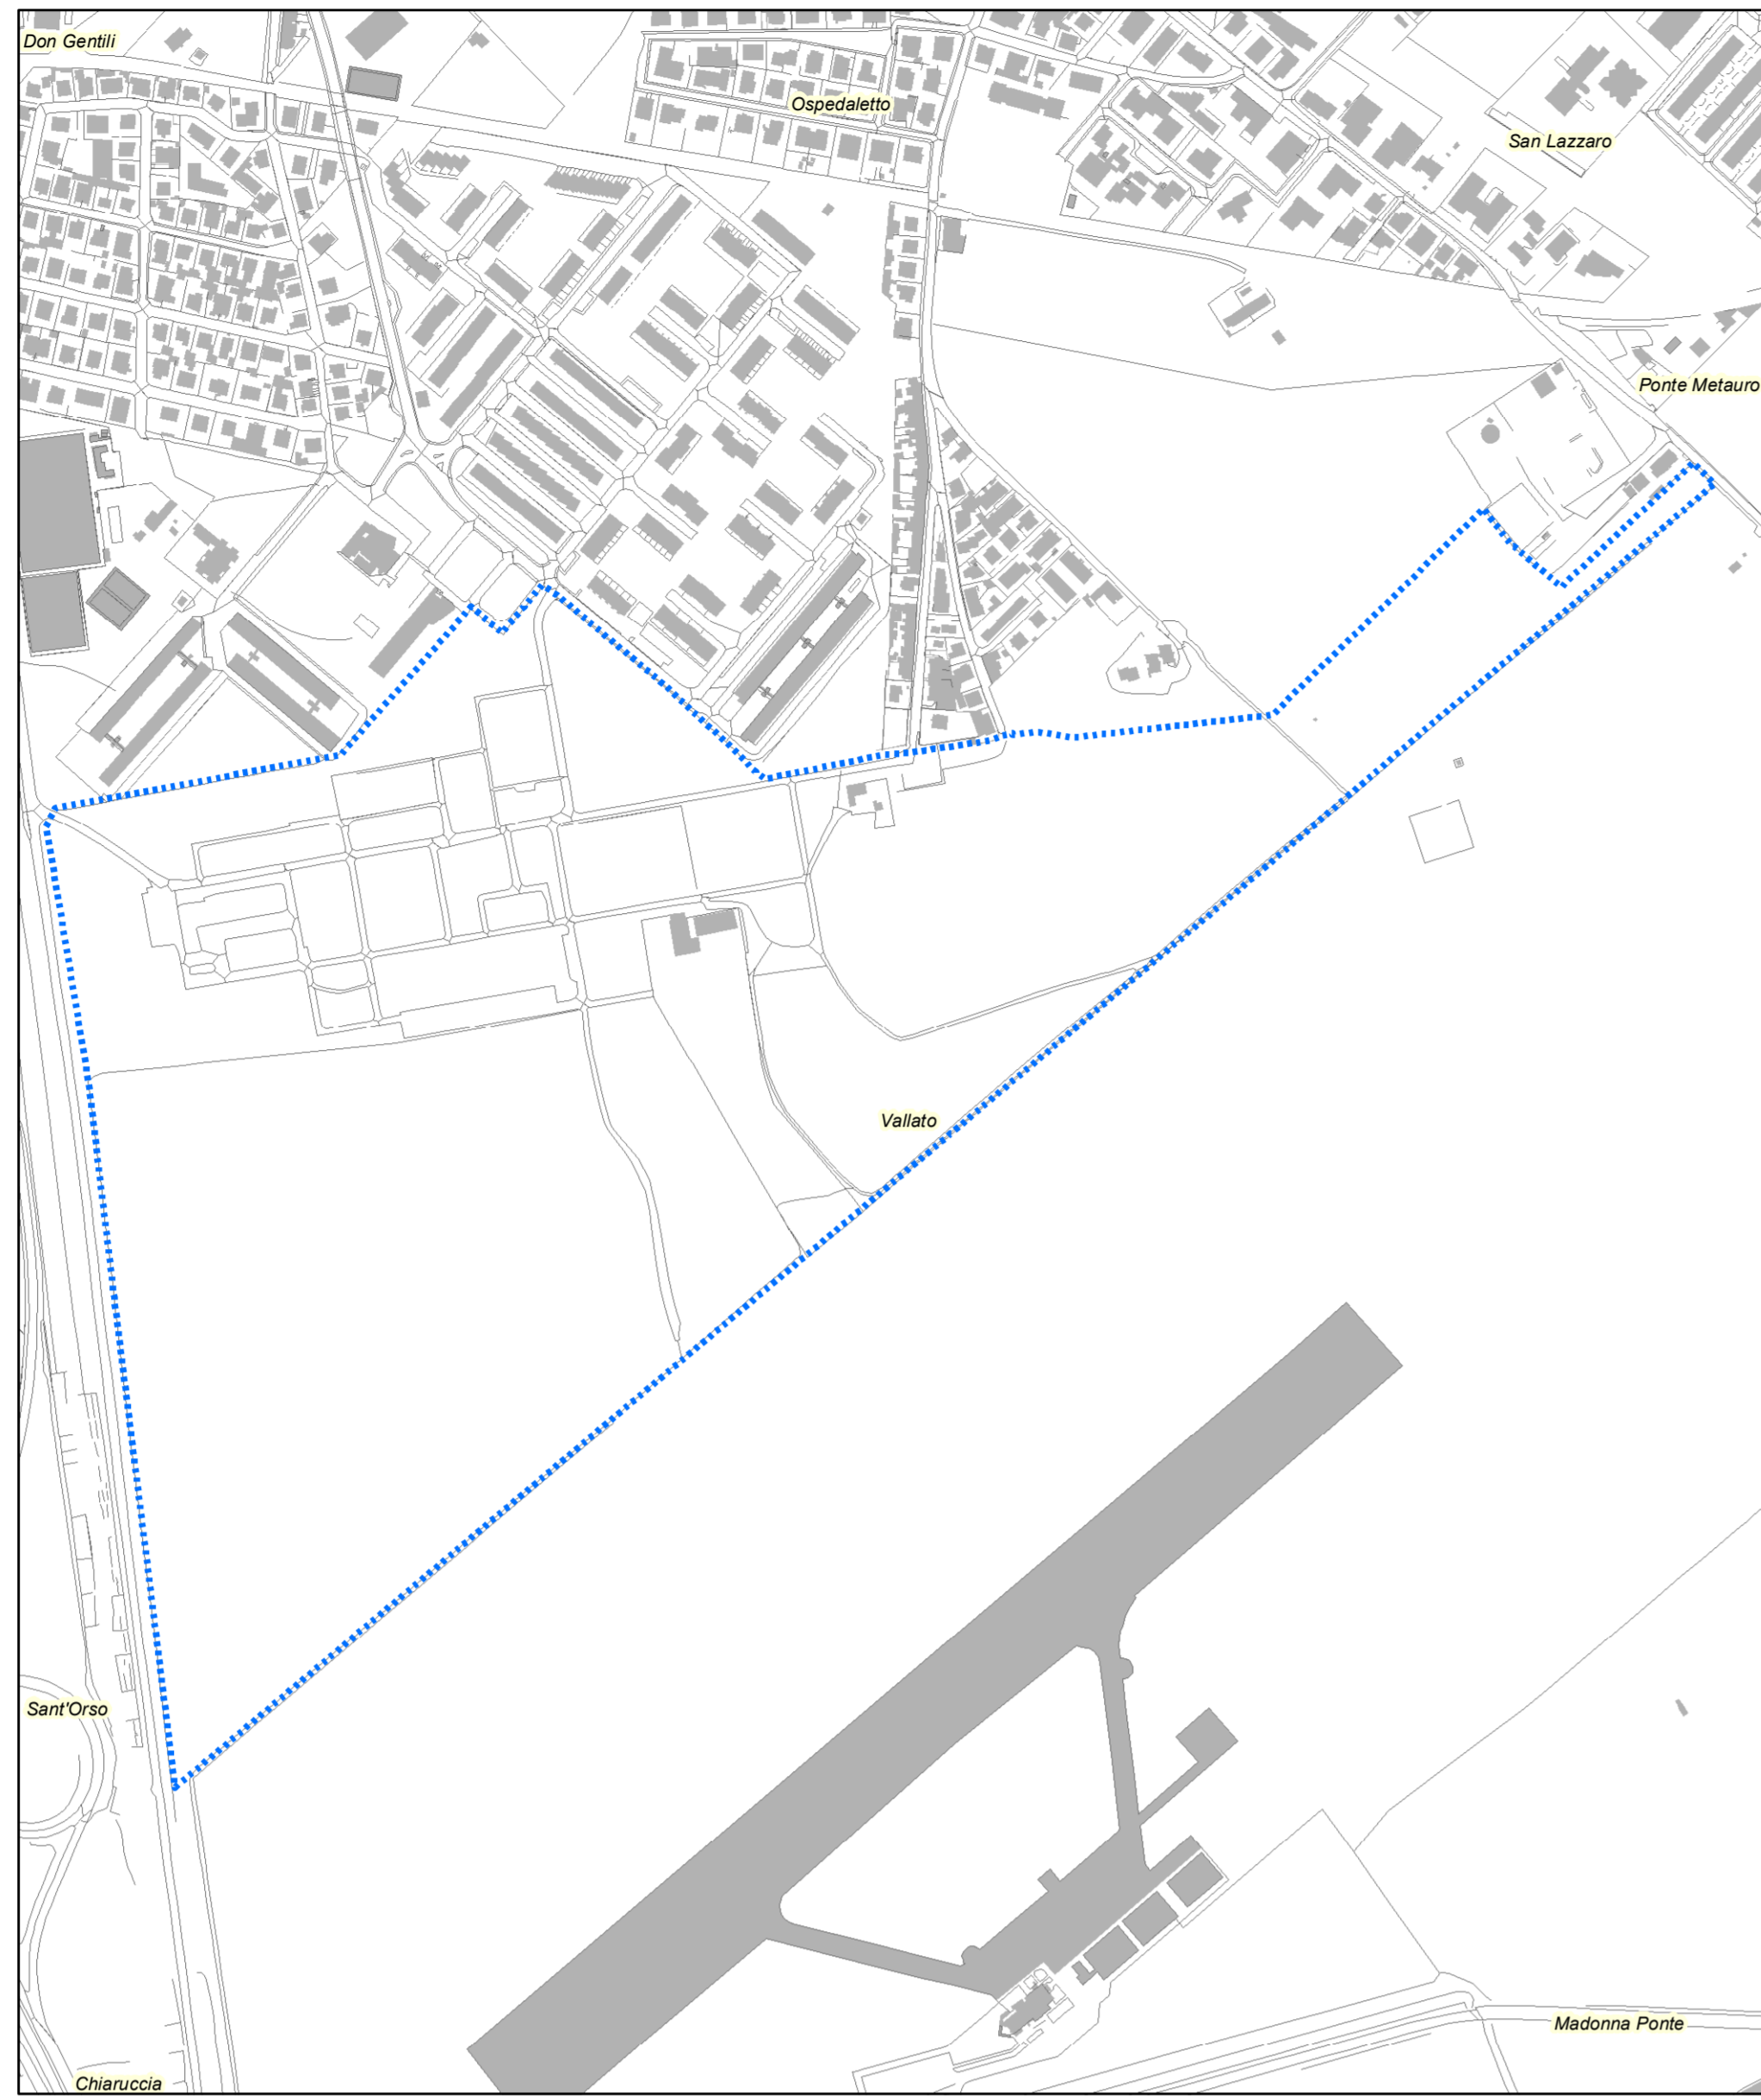 Don Gentili
Ospedaletto
San Lazzaro
Ponte Metauro
Vallato
Sant'Orso
Madonna Ponte
Chiaruccia